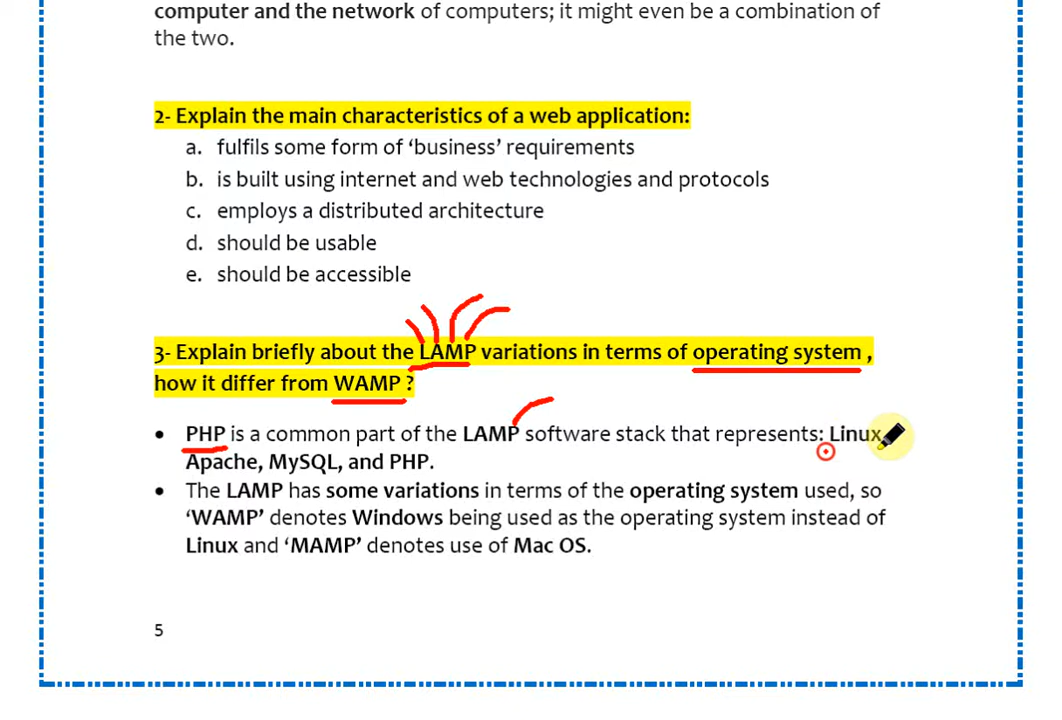 computer and the network of computers; it might even be a combination of
the two.
2- Explain the main characteristics of a web application:
a. fulfils some form of ‘business’ requirements
b. is built using internet and web technologies and protocols
c. employs a distributed architecture
d. should be usable
e. should be accessible
3- Explain briefly about the LAMP variations in terms of operating system ,
how it differ from WAMP ?
• PHP is a common part of the LAMP software stack that represents: Linux,
Apache, MySQL, and PHP.
• The LAMP has some variations in terms of the operating system used, so
‘WAMP’ denotes Windows being used as the operating system instead of
Linux and ‘MAMP’ denotes use of Mac OS.
5